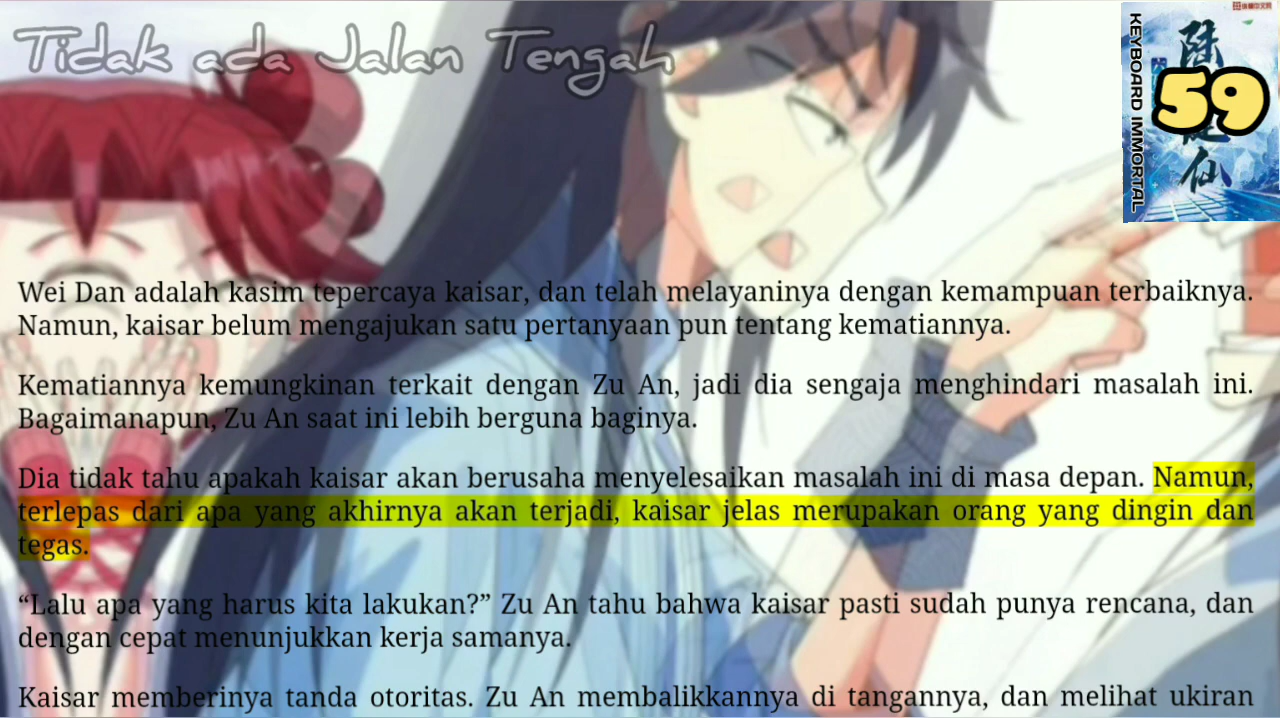 Tidak ada Jalan Tengah
59
KEYBOARD IMMORTAL
Wei Dan adalah kasim tepercaya kaisar, dan telah melayaninya dengan kemampuan terbaiknya.
Namun, kaisar belum mengajukan satu pertanyaan pun tentang kematiannya.
Kematiannya kemungkinan terkait dengan Zu An, jadi dia sengaja menghindari masalah ini.
Bagaimanapun, Zu An saat ini lebih berguna baginya.
Dia tidak tahu apakah kaisar akan berusaha menyelesaikan masalah ini di masa depan. Namun,
terlepas dari apa yang akhirnya akan terjadi, kaisar jelas merupakan orang yang dingin dan
tegas.
“Lalu apa yang harus kita lakukan?” Zu An tahu bahwa kaisar pasti sudah punya rencana, dan
dengan cepat menunjukkan kerja samanya.
Kaisar memberinya tanda otoritas. Zu An membalikkannya di tangannya, dan melihat ukiran